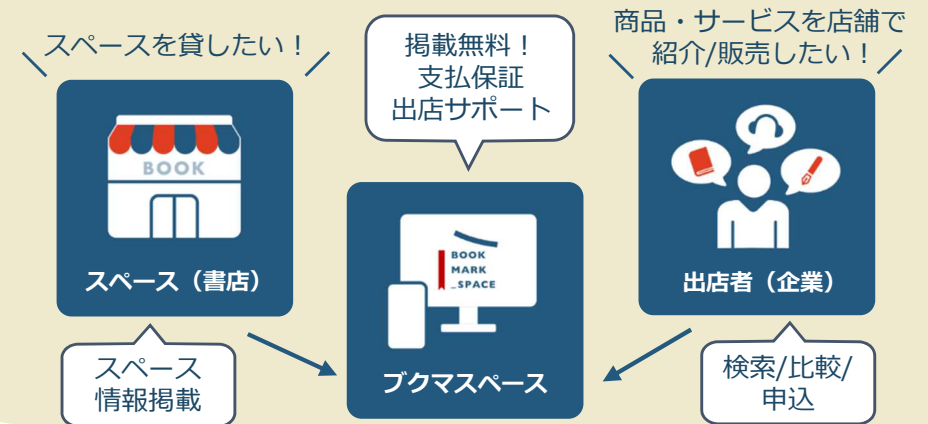 スペースを貸したい！
BOOK
スペース（書店）
スペース
情報掲載
掲載無料！
支払保証
出店サポート
BOOK
MARK
_SPACE
ブクマスペース
商品・サービスを店舗で
紹介/販売したい！
出店者（企業）
検索/比較/
申込